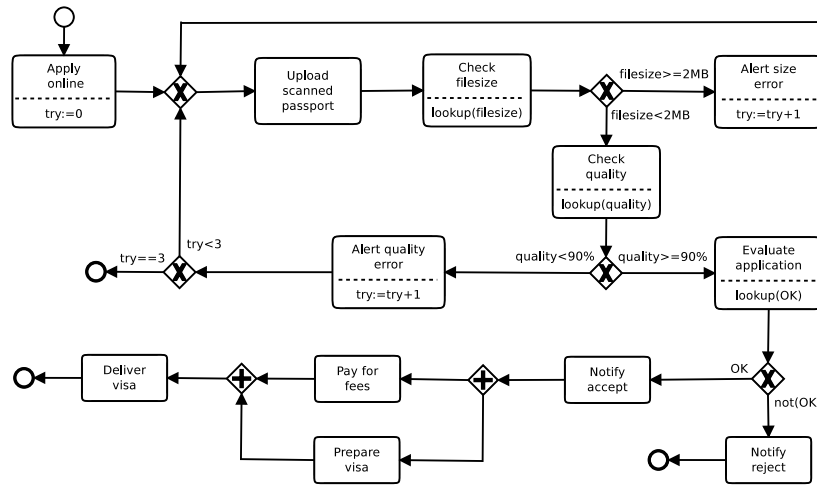 Apply
online
try:=0
Upload
scanned
passport
Check
filesize
lookup(filesize)
filesize>=2MB
filesize<2MB
Alert size
error
try:=try+1
Check
quality
lookup(quality)
try==3
try<3
Alert quality
error
try:=try+1
quality<90%
quality>=90%
Evaluate
application
lookup(OK)
Deliver
visa
Pay for
fees
Notify
accept
OK
not(OK
Prepare
visa
Notify
reject